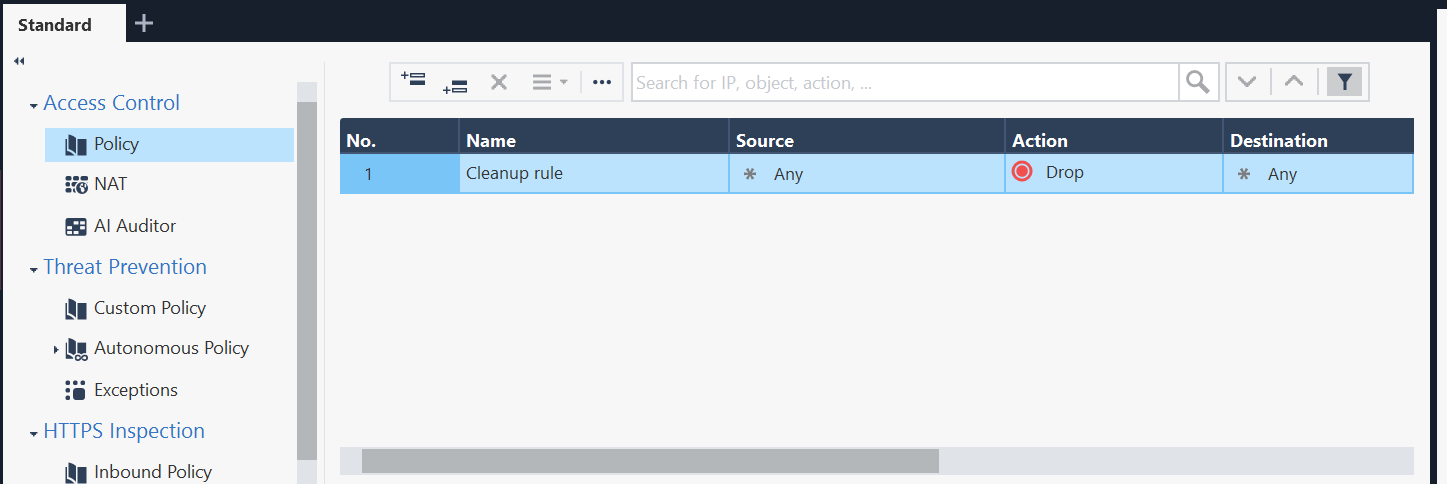 Standard
Access Control
Policy
NAT
AI Auditor
Threat Prevention
Custom Policy
Autonomous Policy
Exceptions
HTTPS Inspection
Inbound Policy
Search for IP, object, action, ...
No. Name Source Action Destination
1 Cleanup rule * Any Drop * Any